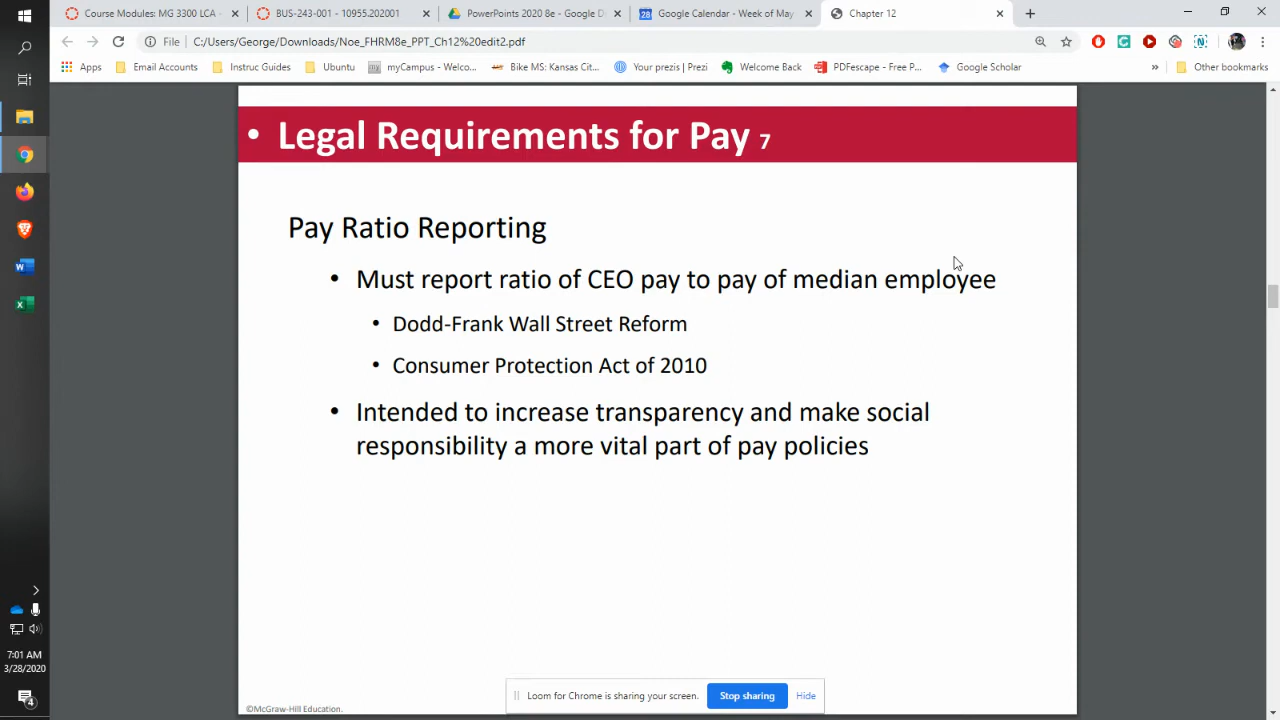 Course Modules: MG 3300 LCA -
BUS-243-001 - 10955.202001
PowerPoints 2020 8e - Google D
Google Calendar - Week of May
Chapter 12
File
C:/Users/George/Downloads/Noe_FHRM8e_PPT_Ch12%20edit2.pdf
Apps
Email Accounts
Instruc Guides
Ubuntu
myCampus - Welco...
Bike MS: Kansas Cit...
Your prezis | Prezi
Welcome Back
PDFescape - Free P...
Google Scholar
»
Other bookmarks
• Legal Requirements for Pay 7
Pay Ratio Reporting
• Must report ratio of CEO pay to pay of median employee
• Dodd-Frank Wall Street Reform
• Consumer Protection Act of 2010
• Intended to increase transparency and make social
responsibility a more vital part of pay policies
Loom for Chrome is sharing your screen.
Stop sharing
Hide
©McGraw-Hill Education.
7:01 AM
3/28/2020
4